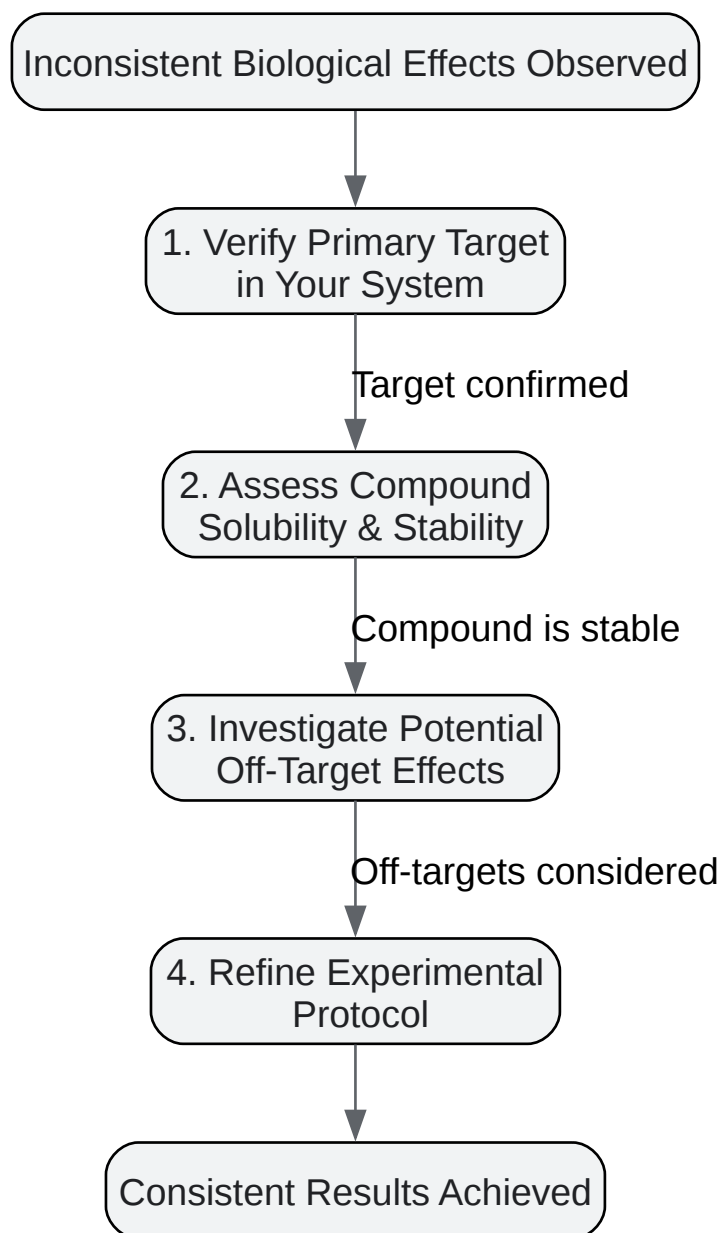 Inconsistent Biological Effects Observed
1. Verify Primary Target
in Your System
Target confirmed
2. Assess Compound
Solubility & Stability
Compound is stable
3. Investigate Potential
Off-Target Effects
Off-targets considered
4. Refine Experimental
Protocol
Consistent Results Achieved